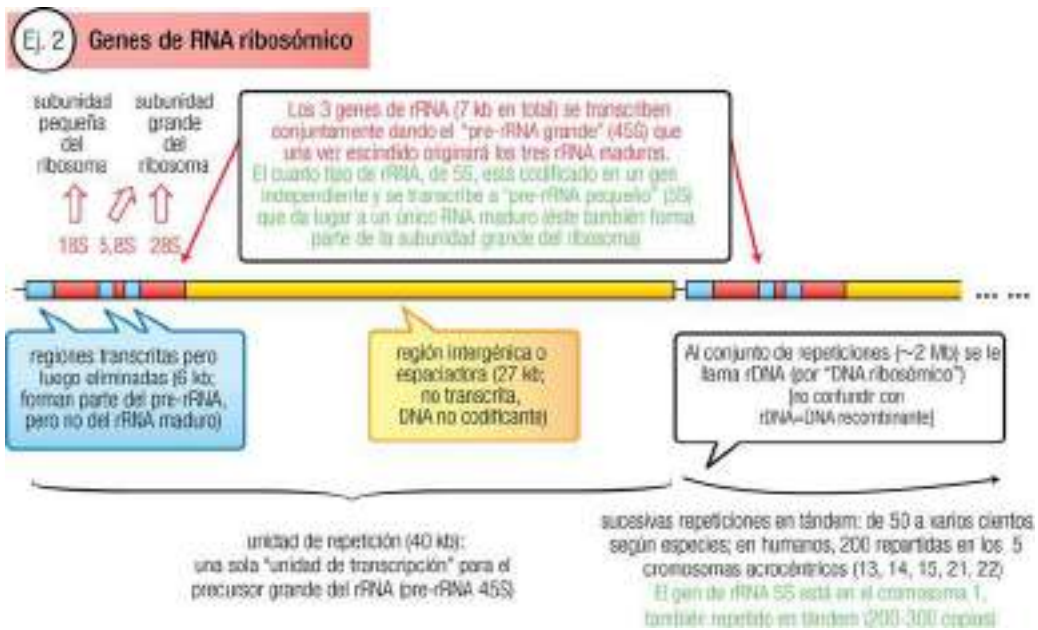 Ej. 2
Genes de RNA ribosómico
subunidad
pequeña
del
ribosoma
subunidad
grande
del
ribosoma
18S 5,8S 28S
Los 3 genes de rRNA (7 kb en total) se transcriben
conjuntamente dando el "pre-rRNA grande" (45S) que
una ver escindido originará los tres rRNA maduros.
El cuarto tipo de rRNA, de 5S, está codificado en un gen
independiente y se transcribe a "pre-rRNA pequeño" (5S)
que da lugar a un único RNA maduro (éste también forma
parte de la subunidad grande del ribosoma)
... ...
regiones transcritas pero
luego eliminadas (6 kb;
forman parte del pre-rRNA,
pero no del rRNA maduro)
región intergénica o
espaciadora (27 kb;
no transcrita,
DNA no codificante)
Al conjunto de repeticiones (~2 Mb) se le
llama rDNA (por "DNA ribosómico")
(no confundir con
rDNA=DNA recombinante)
unidad de repetición (40 kb):
una sola "unidad de transcripción" para el
precursor grande del rRNA (pre-rRNA 45S)
sucesivas repeticiones en tándem: de 50 a varios cientos
según especies; en humanos, 200 repartidas en los 5
cromosomas acrocéntricos (13, 14, 15, 21, 22)
El gen de rRNA 5S está en el cromosoma 1,
también repetido en tándem (200-300 copias)